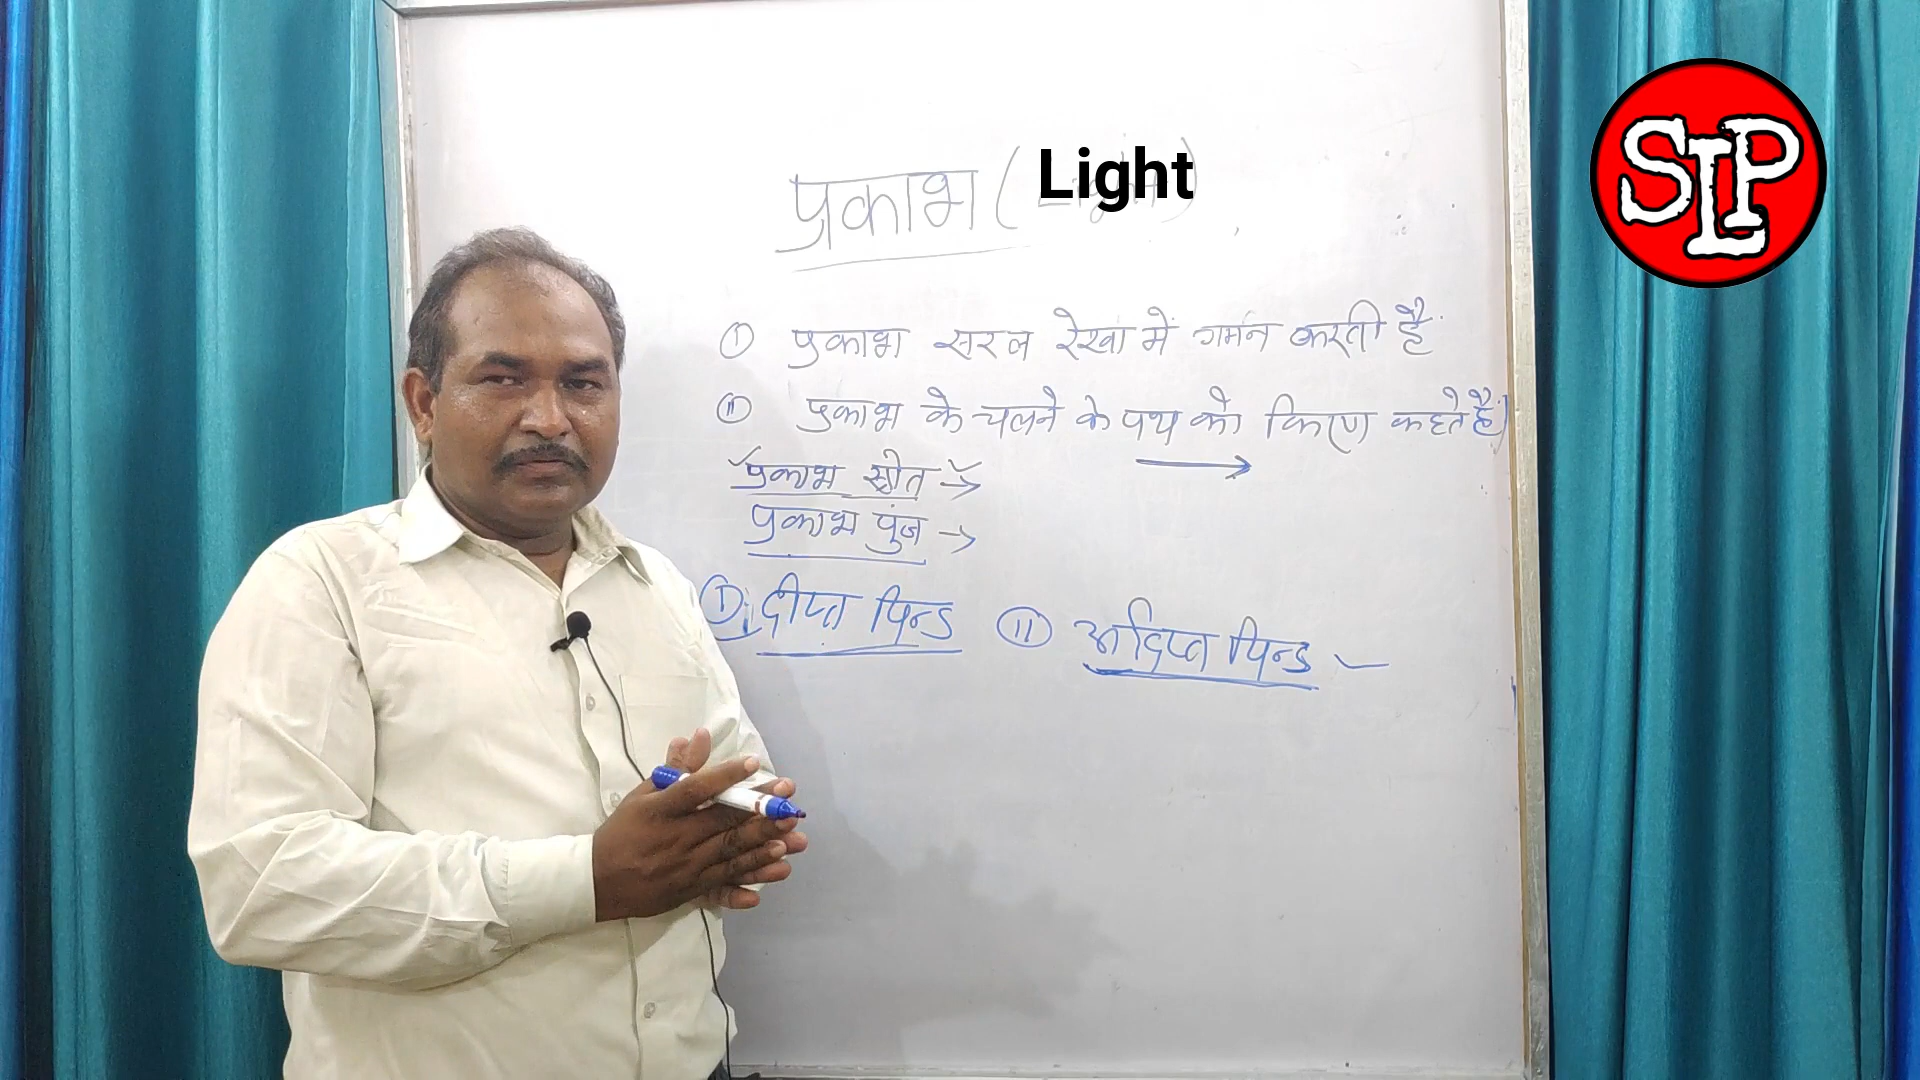 SLP
प्रकाश ( Light )
I प्रकाश सरल रेखा में गमन करती है
II प्रकाश के चलने के पथ को किरण कहते हैं।
प्रकाश स्रोत →
प्रकाश पुंज →
I दीप्त पिन्ड II अदिप्त पिन्ड -